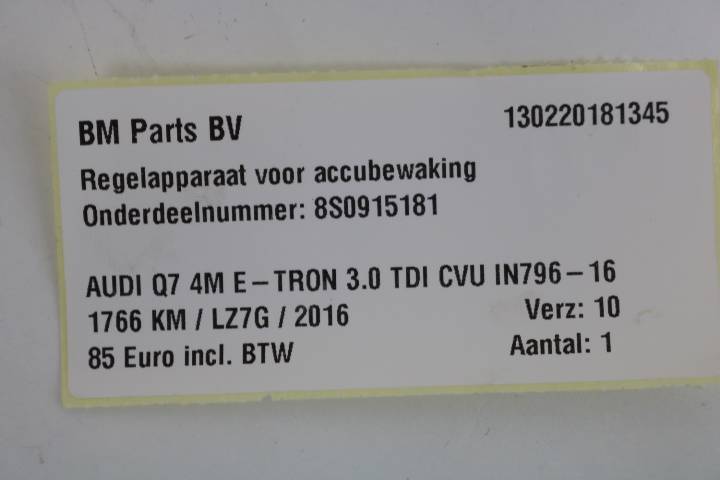 BM Parts BV 130220181345
Regelapparaat voor accubewaking
Onderdeelnummer: 8S0915181
AUDI Q7 4M E-TRON 3.0 TDI CVU IN796-16
1766 KM / LZ7G / 2016 Verz: 10
85 Euro incl. BTW Aantal: 1